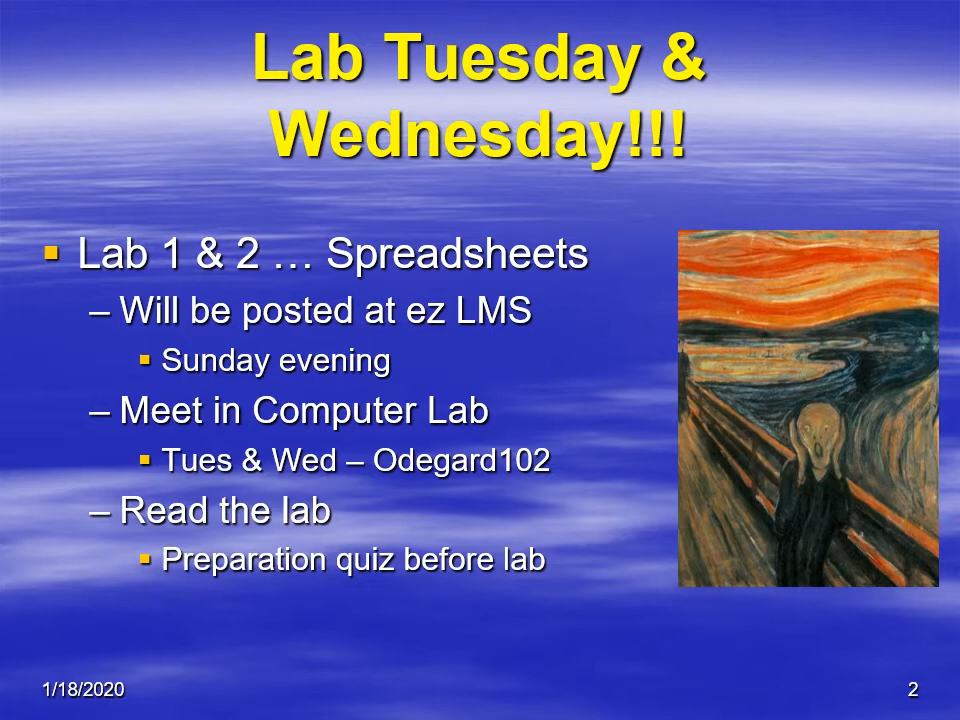 Lab Tuesday &
Wednesday!!!
Lab 1 & 2 … Spreadsheets
– Will be posted at ez LMS
Sunday evening
– Meet in Computer Lab
Tues & Wed – Odegard102
– Read the lab
Preparation quiz before lab
1/18/2020
2